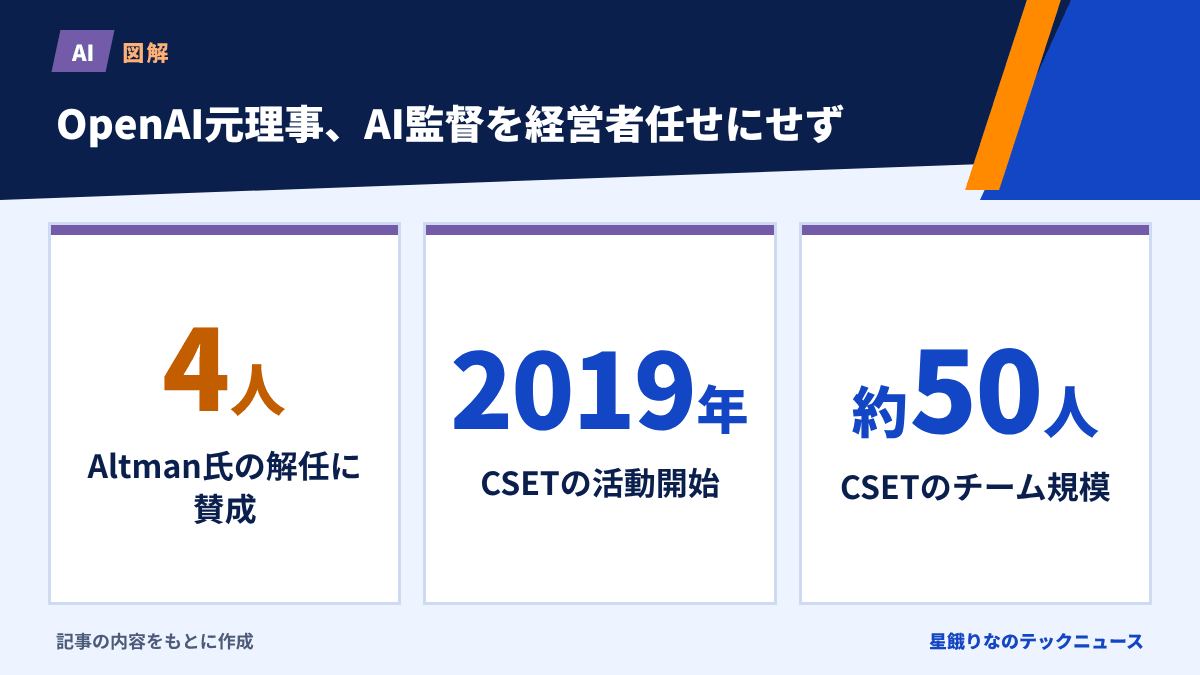 AI 図解
OpenAI元理事、AI監督を経営者任せにせず
4人
Altman氏の解任に
賛成
2019年
CSETの活動開始
約50人
CSETのチーム規模
記事の内容をもとに作成
星餓りなのテックニュース